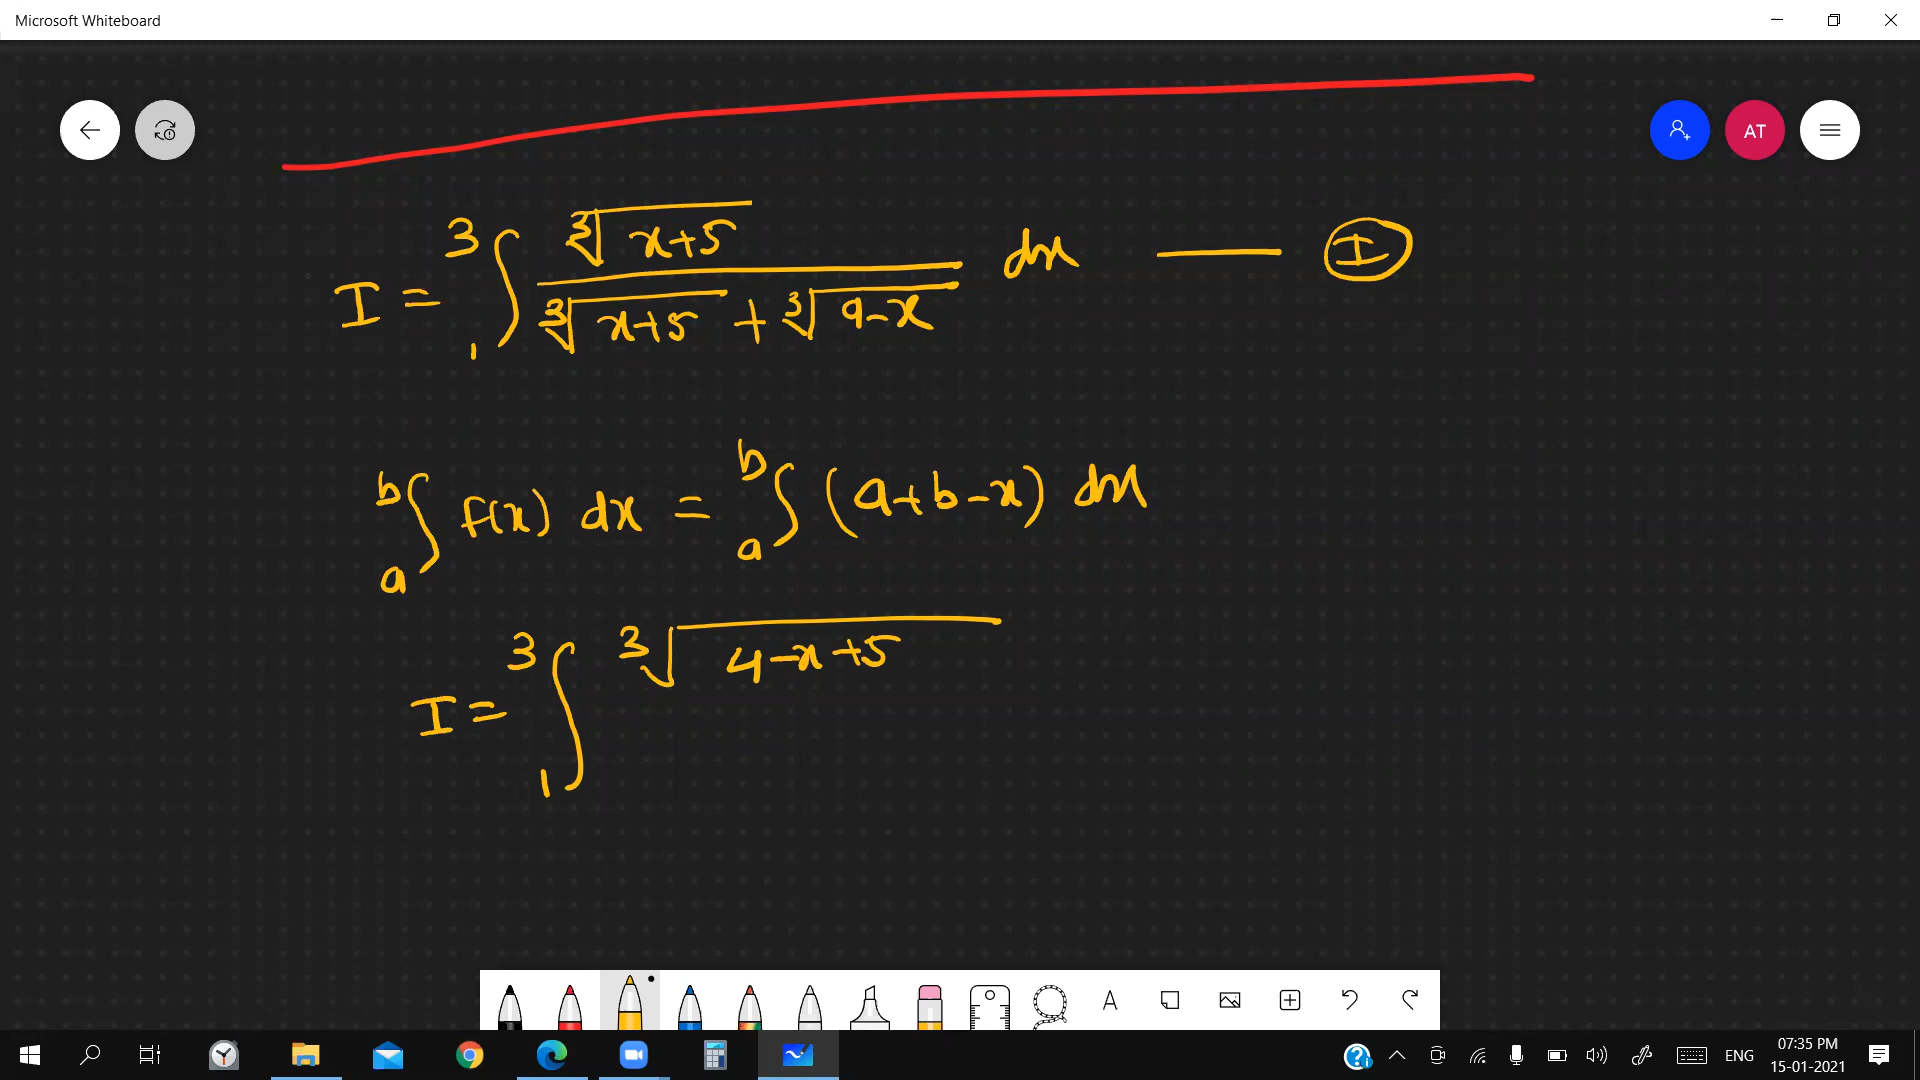 Microsoft Whiteboard
AT
I = ₁³∫ ∛(x+5) / (∛(x+5) + ∛(9-x)) dx —— Ⓘ
ₐᵇ∫ f(x) dx = ₐᵇ∫ (a+b-x) dx
I = ₁³∫ ∛(4-x+5)
ENG
07:35 PM
15-01-2021